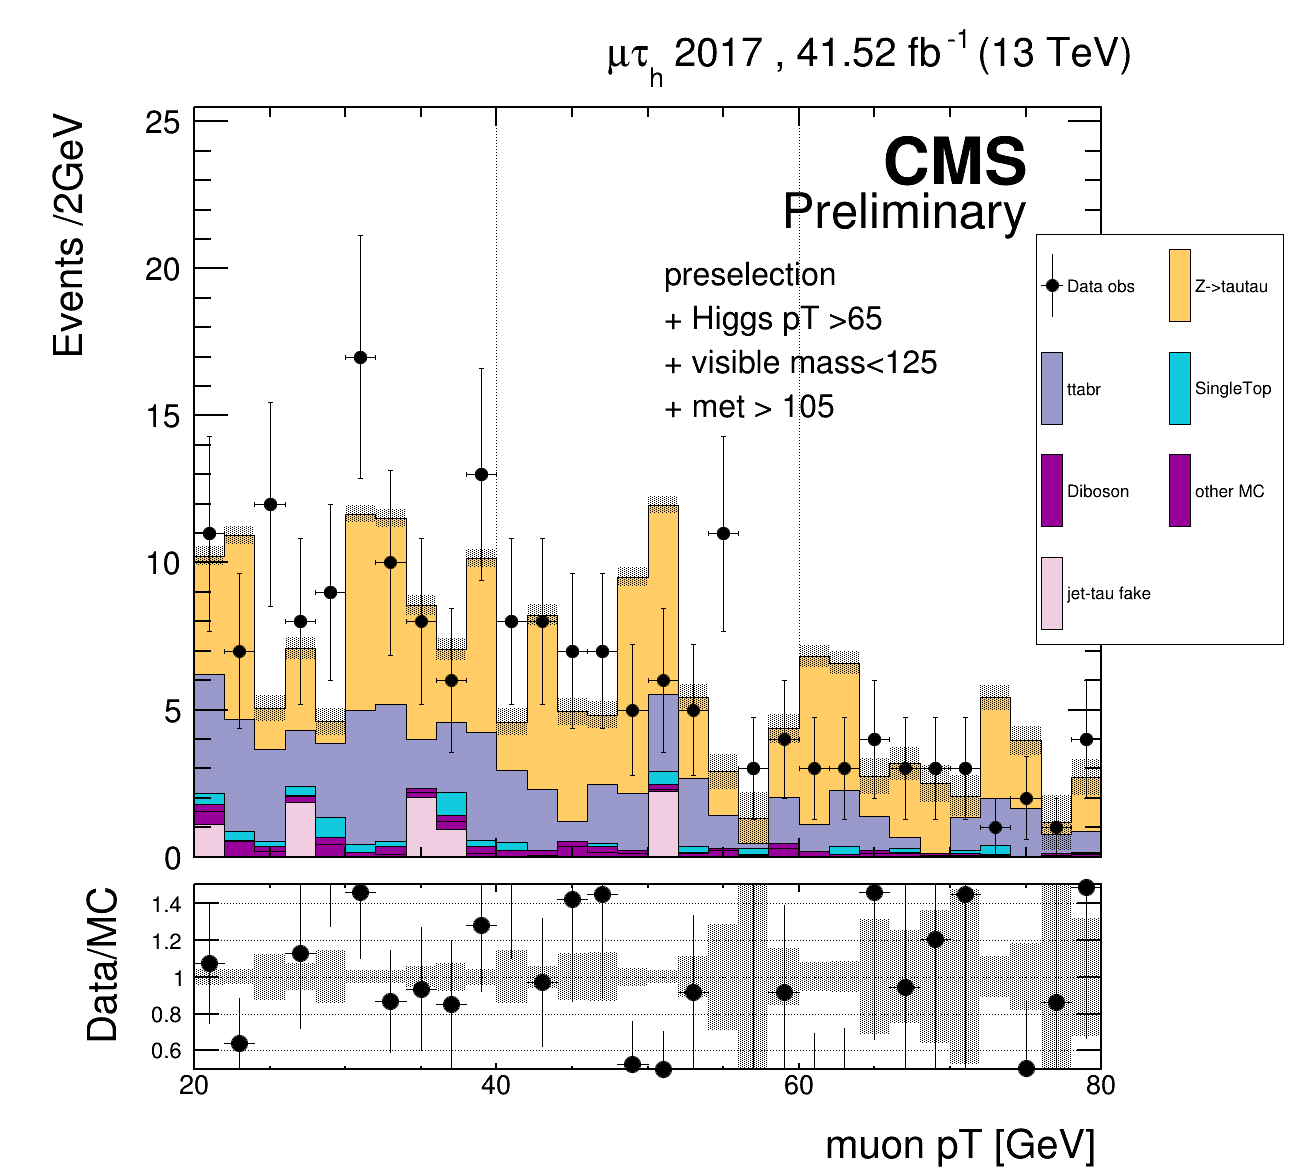 μτh 2017 , 41.52 fb-1 (13 TeV)
Events /2GeV
25
20
15
10
5
0
CMS
Preliminary
preselection
+ Higgs pT >65
+ visible mass<125
+ met > 105
Data obs
Z->tautau
ttabr
SingleTop
Diboson
other MC
jet-tau fake
Data/MC
1.4
1.2
1
0.8
0.6
20
40
60
80
muon pT [GeV]